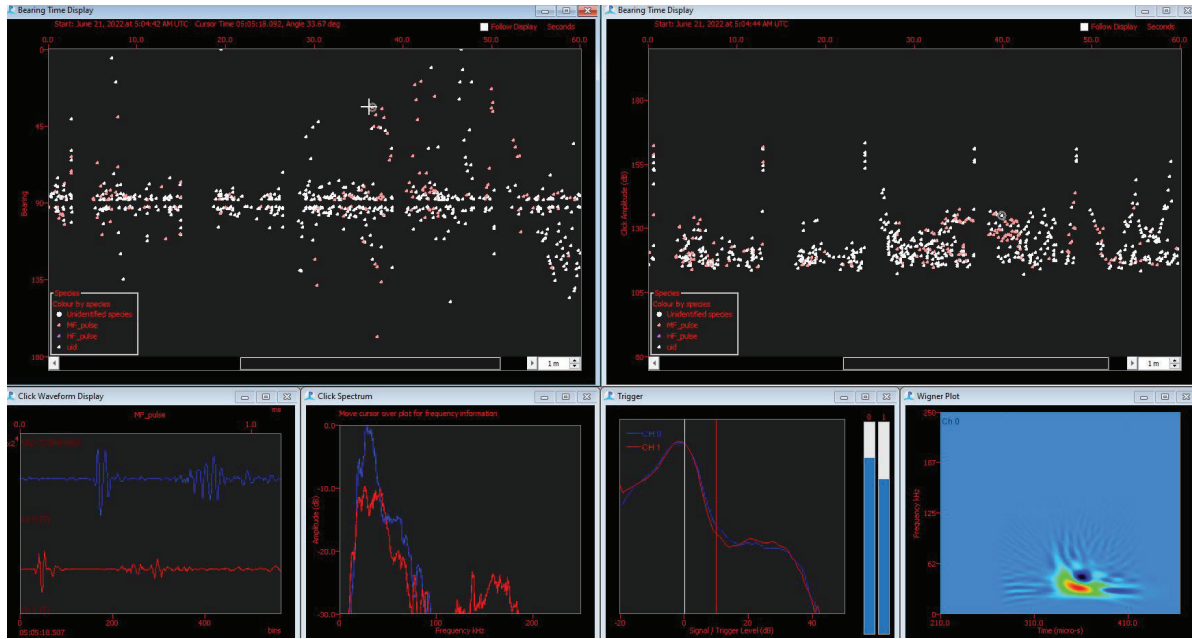 Bearing Time Display
Start: June 21, 2022 at 5:04:42 AM UTC Cursor Time 05:05:18.092, Angle 33.67 deg
Follow Display Seconds
0.0 10.0 20.0 30.0 40.0 50.0 60.0
0
45
90
135
180
Bearing
Species
Colour by species
Unidentified species
MF_pulse
HF_pulse
uid
1 m
Bearing Time Display
Start: June 21, 2022 at 5:04:44 AM UTC
Follow Display Seconds
0.0 10.0 20.0 30.0 40.0 50.0 60.0
180
155
130
105
80
Click Amplitude (dB)
Species
Colour by species
Unidentified species
MF_pulse
HF_pulse
uid
1 m
Click Waveform Display
MF_pulse
ms
0.0 1.0
x2^4
0 200 400
05:05:18.507
bins
Click Spectrum
Move cursor over plot for frequency information
0.0
-10.0
-20.0
-30.0
Amplitude (dB)
0 200
Frequency kHz
Trigger
CH 0
CH 1
0 1
-20 0 20 40
Signal / Trigger Level (dB)
Wigner Plot
Ch 0
250
187
125
62
0
Frequency kHz
210.0 310.0 410.0
Time (micro-s)